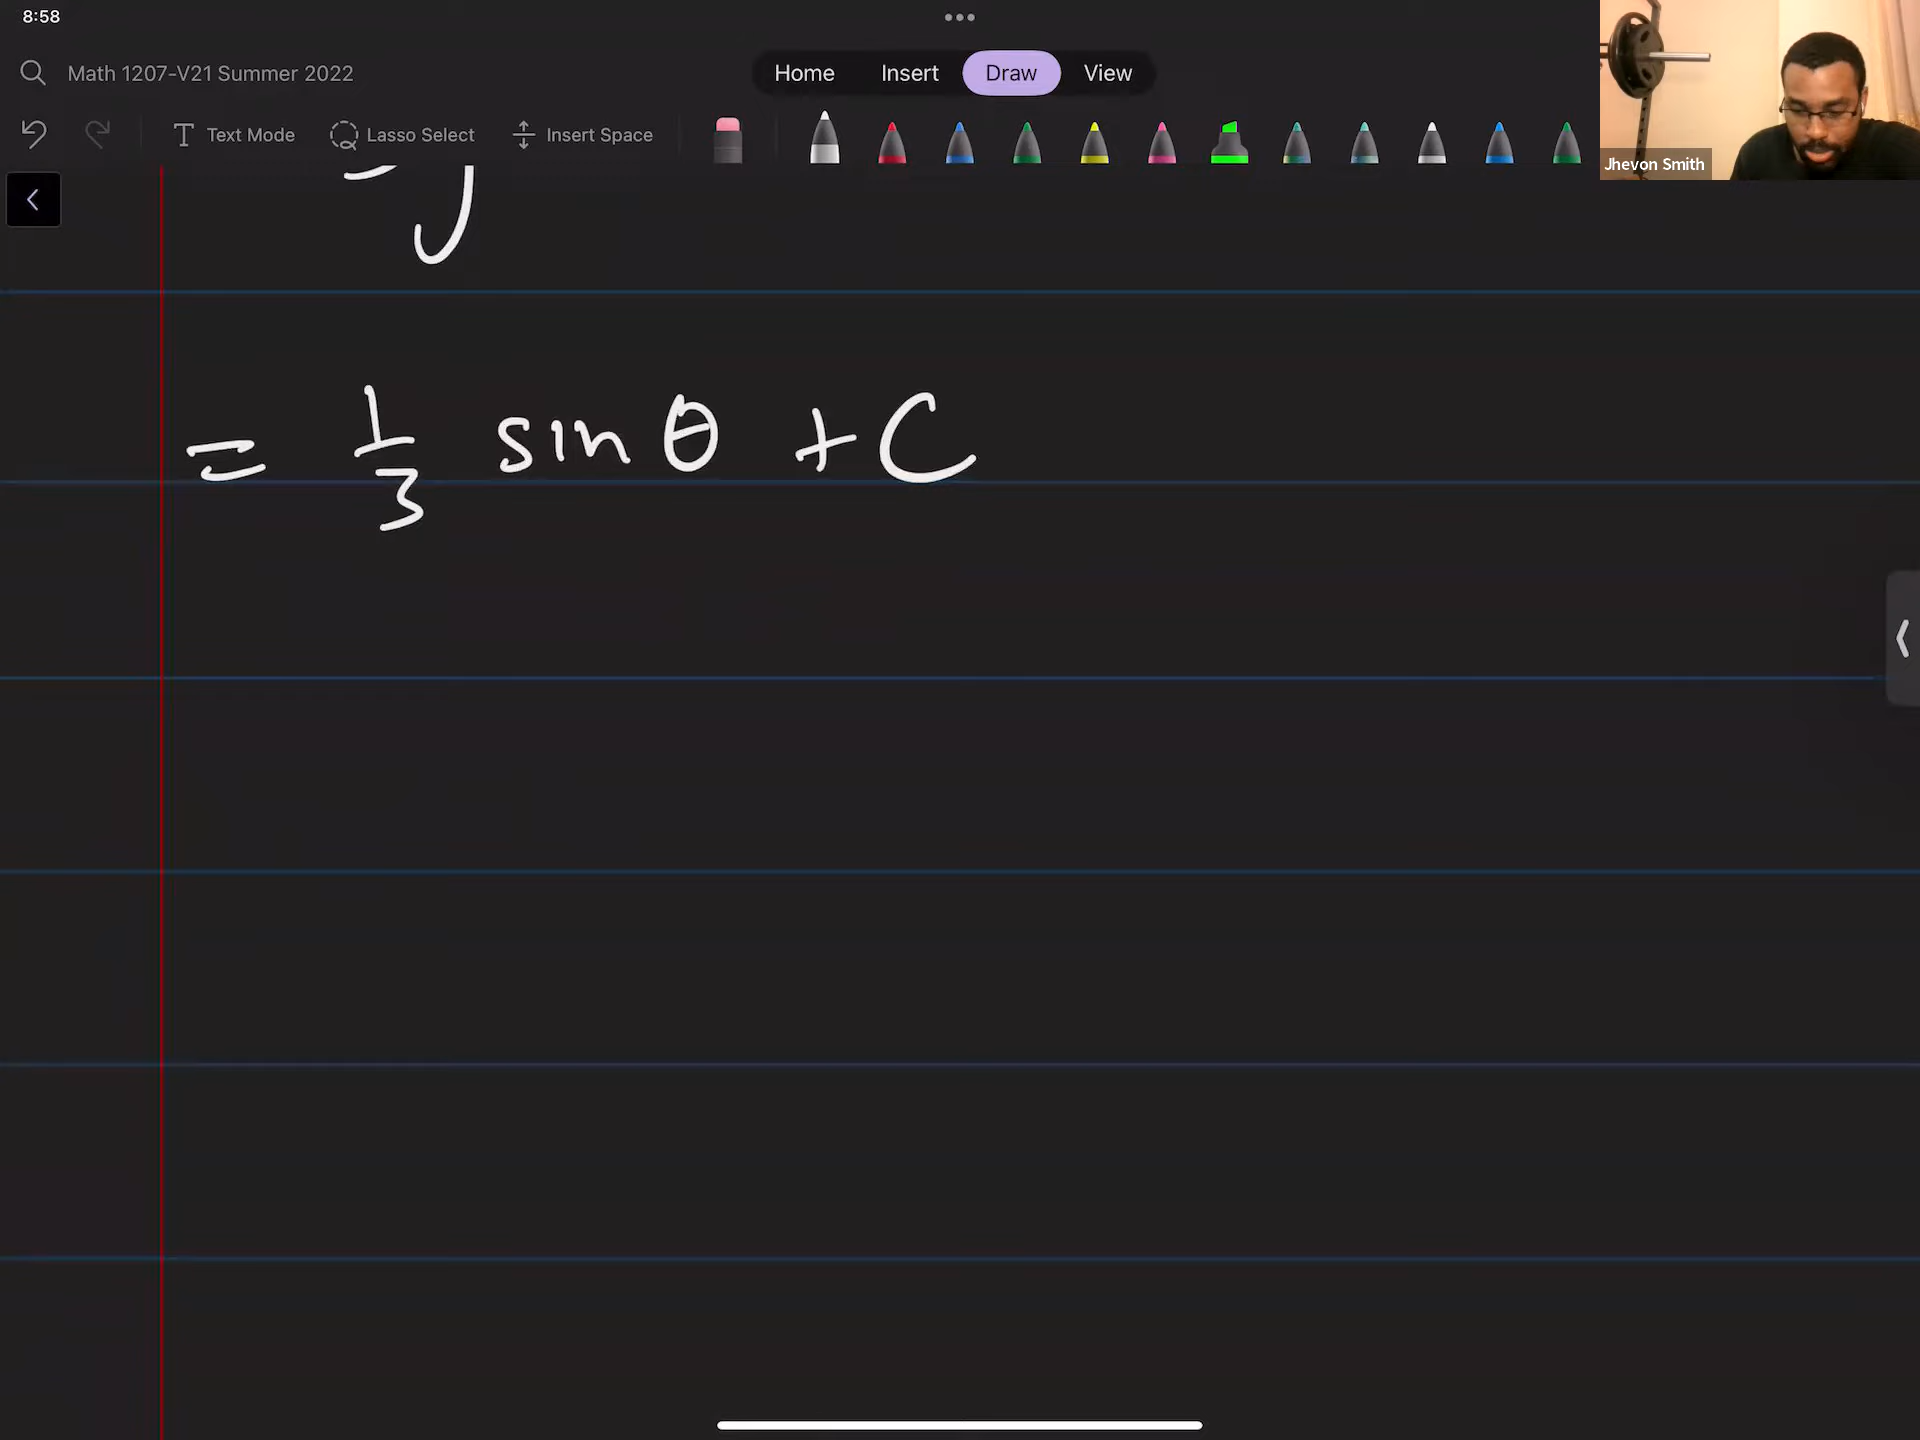 8:58
Math 1207-V21 Summer 2022
Home Insert Draw View
Text Mode Lasso Select Insert Space
Jhevon Smith
= 1/3 sin θ + C